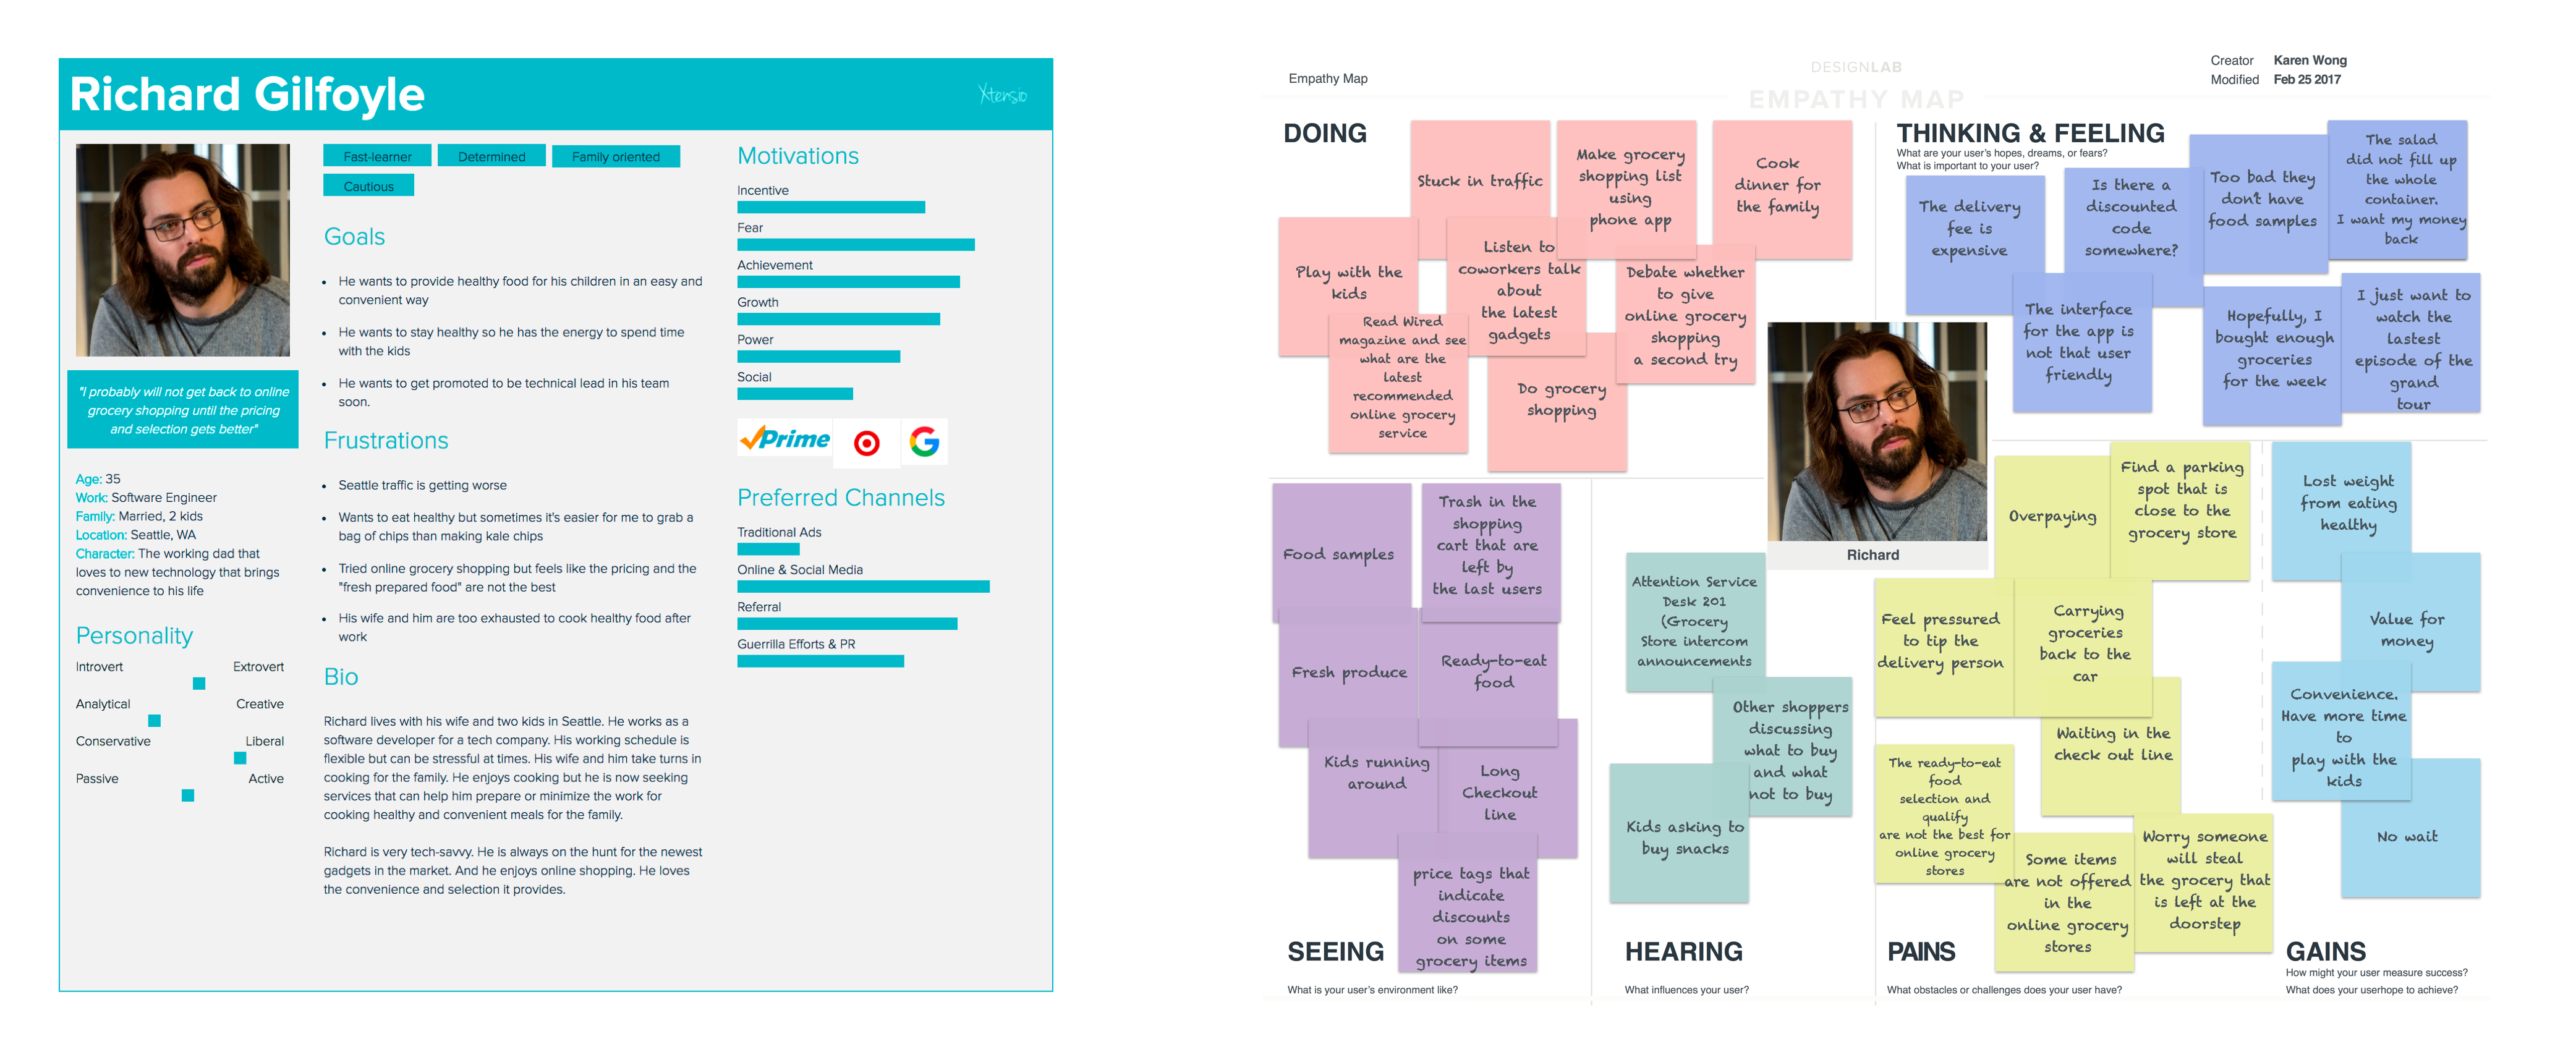 Richard Gilfoyle
Xtensio
"I probably will not get back to online
grocery shopping until the pricing
and selection gets better"
Age: 35
Work: Software Engineer
Family: Married, 2 kids
Location: Seattle, WA
Character: The working dad that
loves to new technology that brings
convenience to his life
Personality
Introvert Extrovert
Analytical Creative
Conservative Liberal
Passive Active
Fast-learner Determined Family oriented
Cautious
Goals
• He wants to provide healthy food for his children in an easy and
convenient way
• He wants to stay healthy so he has the energy to spend time
with the kids
• He wants to get promoted to be technical lead in his team
soon.
Frustrations
• Seattle traffic is getting worse
• Wants to eat healthy but sometimes it's easier for me to grab a
bag of chips than making kale chips
• Tried online grocery shopping but feels like the pricing and the
"fresh prepared food" are not the best
• His wife and him are too exhausted to cook healthy food after
work
Bio
Richard lives with his wife and two kids in Seattle. He works as a
software developer for a tech company. His working schedule is
flexible but can be stressful at times. His wife and him take turns in
cooking for the family. He enjoys cooking but he is now seeking
services that can help him prepare or minimize the work for
cooking healthy and convenient meals for the family.
Richard is very tech-savvy. He is always on the hunt for the newest
gadgets in the market. And he enjoys online shopping. He loves
the convenience and selection it provides.
Motivations
Incentive
Fear
Achievement
Growth
Power
Social
Prime
G
Preferred Channels
Traditional Ads
Online & Social Media
Referral
Guerrilla Efforts & PR
Empathy Map
DESIGNLAB
EMPATHY MAP
Creator Karen Wong
Modified Feb 25 2017
DOING
Stuck in traffic
Make grocery
shopping list
using
phone app
Cook
dinner for
the family
Play with the
kids
Listen to
coworkers talk
about
the latest
gadgets
Debate whether
to give
online grocery
shopping
a second try
Read Wired
magazine and see
what are the
latest
recommended
online grocery
service
Do grocery
shopping
THINKING & FEELING
What are your user's hopes, dreams, or fears?
What is important to your user?
The delivery
fee is
expensive
Is there a
discounted
code
somewhere?
Too bad they
don't have
food samples
The salad
did not fill up
the whole
container.
I want my money
back
The interface
for the app is
not that user
friendly
Hopefully, I
bought enough
groceries
for the week
I just want to
watch the
lastest
episode of the
grand
tour
Richard
Food samples
Trash in the
shopping
cart that are
left by
the last users
Fresh produce
Ready-to-eat
food
Kids running
around
Long
Checkout
line
price tags that
indicate
discounts
on some
grocery items
SEEING
What is your user's environment like?
Attention Service
Desk 201
(Grocery
Store intercom
announcements
Other shoppers
discussing
what to buy
and what
not to buy
Kids asking to
buy snacks
HEARING
What influences your user?
Overpaying
Find a parking
spot that is
close to the
grocery store
Feel pressured
to tip the
delivery person
Carrying
groceries
back to the
car
Waiting in the
check out line
The ready-to-eat
food
selection and
qualify
are not the best for
online grocery
stores
Some items
are not offered
in the
online grocery
stores
Worry someone
will steal
the grocery that
is left at the
doorstep
PAINS
What obstacles or challenges does your user have?
Lost weight
from eating
healthy
Value for
money
Convenience.
Have more time
to
play with the
kids
No wait
GAINS
How might your user measure success?
What does your userhope to achieve?